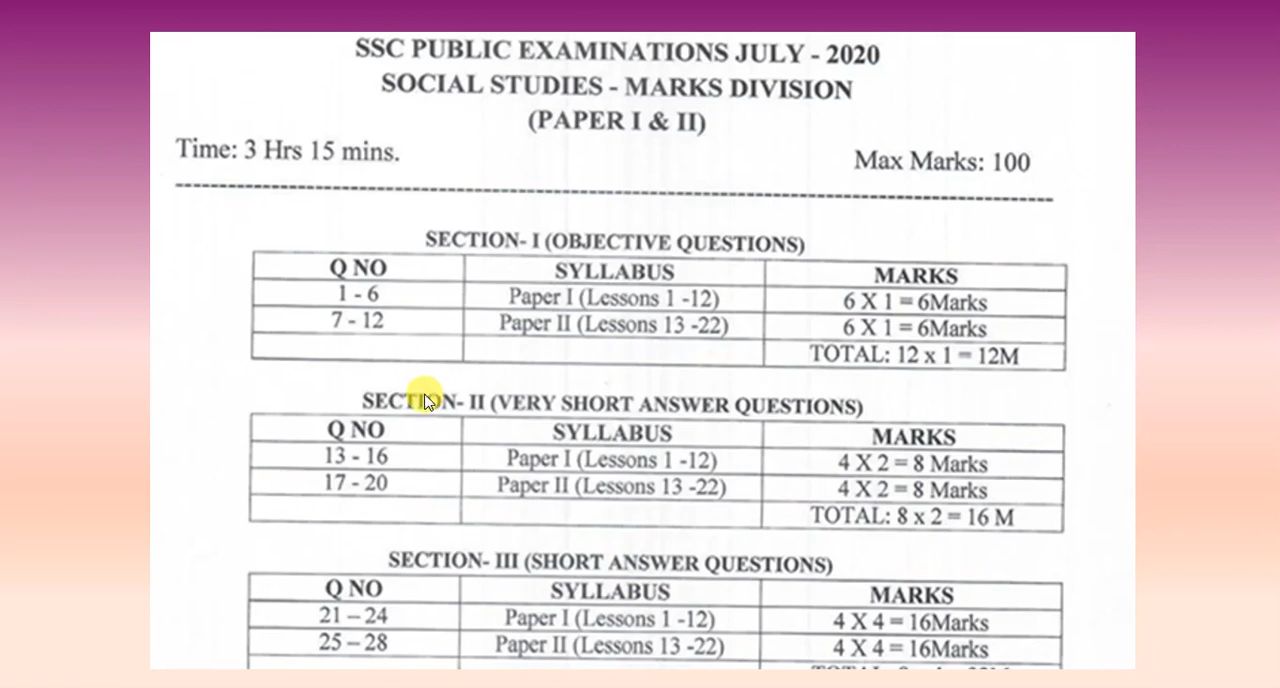 SSC PUBLIC EXAMINATIONS JULY - 2020
SOCIAL STUDIES - MARKS DIVISION
(PAPER I & II)
Time: 3 Hrs 15 mins.
Max Marks: 100
SECTION- I (OBJECTIVE QUESTIONS)
Q NO SYLLABUS MARKS
1 - 6 Paper I (Lessons 1 -12) 6 X 1 = 6Marks
7 - 12 Paper II (Lessons 13 -22) 6 X 1 = 6Marks
TOTAL: 12 x 1 = 12M
SECTION- II (VERY SHORT ANSWER QUESTIONS)
Q NO SYLLABUS MARKS
13 - 16 Paper I (Lessons 1 -12) 4 X 2 = 8 Marks
17 - 20 Paper II (Lessons 13 -22) 4 X 2 = 8 Marks
TOTAL: 8 x 2 = 16 M
SECTION- III (SHORT ANSWER QUESTIONS)
Q NO SYLLABUS MARKS
21 – 24 Paper I (Lessons 1 -12) 4 X 4 = 16Marks
25 – 28 Paper II (Lessons 13 -22) 4 X 4 = 16Marks